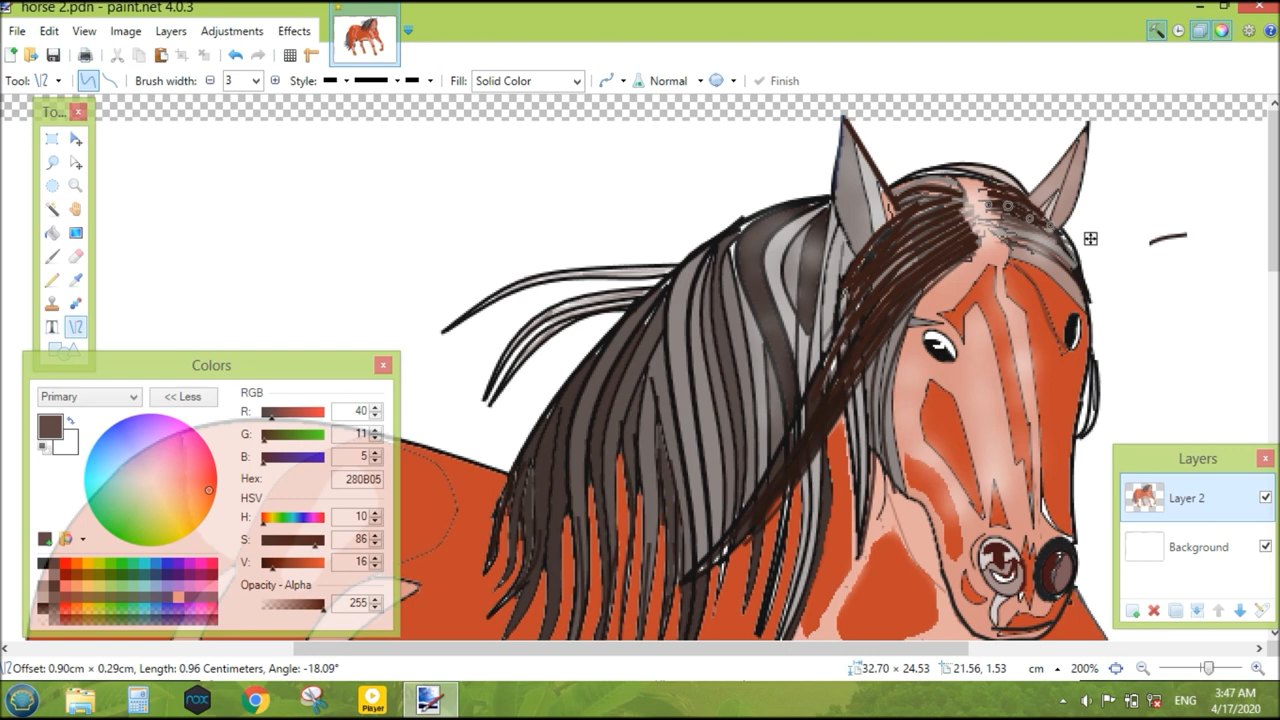 horse 2.pdn - paint.net 4.0.3
File Edit View Image Layers Adjustments Effects
Tool: Brush width: 3 Style: Fill: Solid Color Normal Finish
To...
Colors
Primary << Less
RGB
R: 40
G: 11
B: 5
Hex: 280B05
HSV
H: 10
S: 86
V: 16
Opacity - Alpha
255
Layers
Layer 2
Background
Offset: 0.90cm × 0.29cm, Length: 0.96 Centimeters, Angle: -18.09° 32.70 × 24.53 21.56, 1.53 cm 200%
nox Player ENG 3:47 AM
4/17/2020